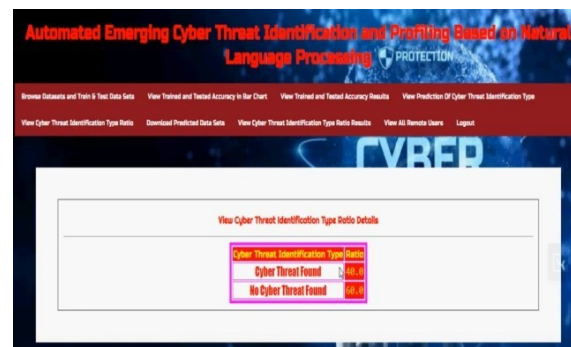 Automated Emerging Cyber Threat Identification and Profiling Based on Natural
Language Processing
PROTECTION
Browse Datasets and Train & Test Data Sets View Trained and Tested Accuracy in Bar Chart View Trained and Tested Accuracy Results View Prediction Of Cyber Threat Identification Type
View Cyber Threat Identification Type Ratio Download Predicted Data Sets View Cyber Threat Identification Type Ratio Results View All Remote Users Logout
CYBER
View Cyber Threat Identification Type Ratio Details
Cyber Threat Identification Type Ratio
Cyber Threat Found 40.0
No Cyber Threat Found 60.0